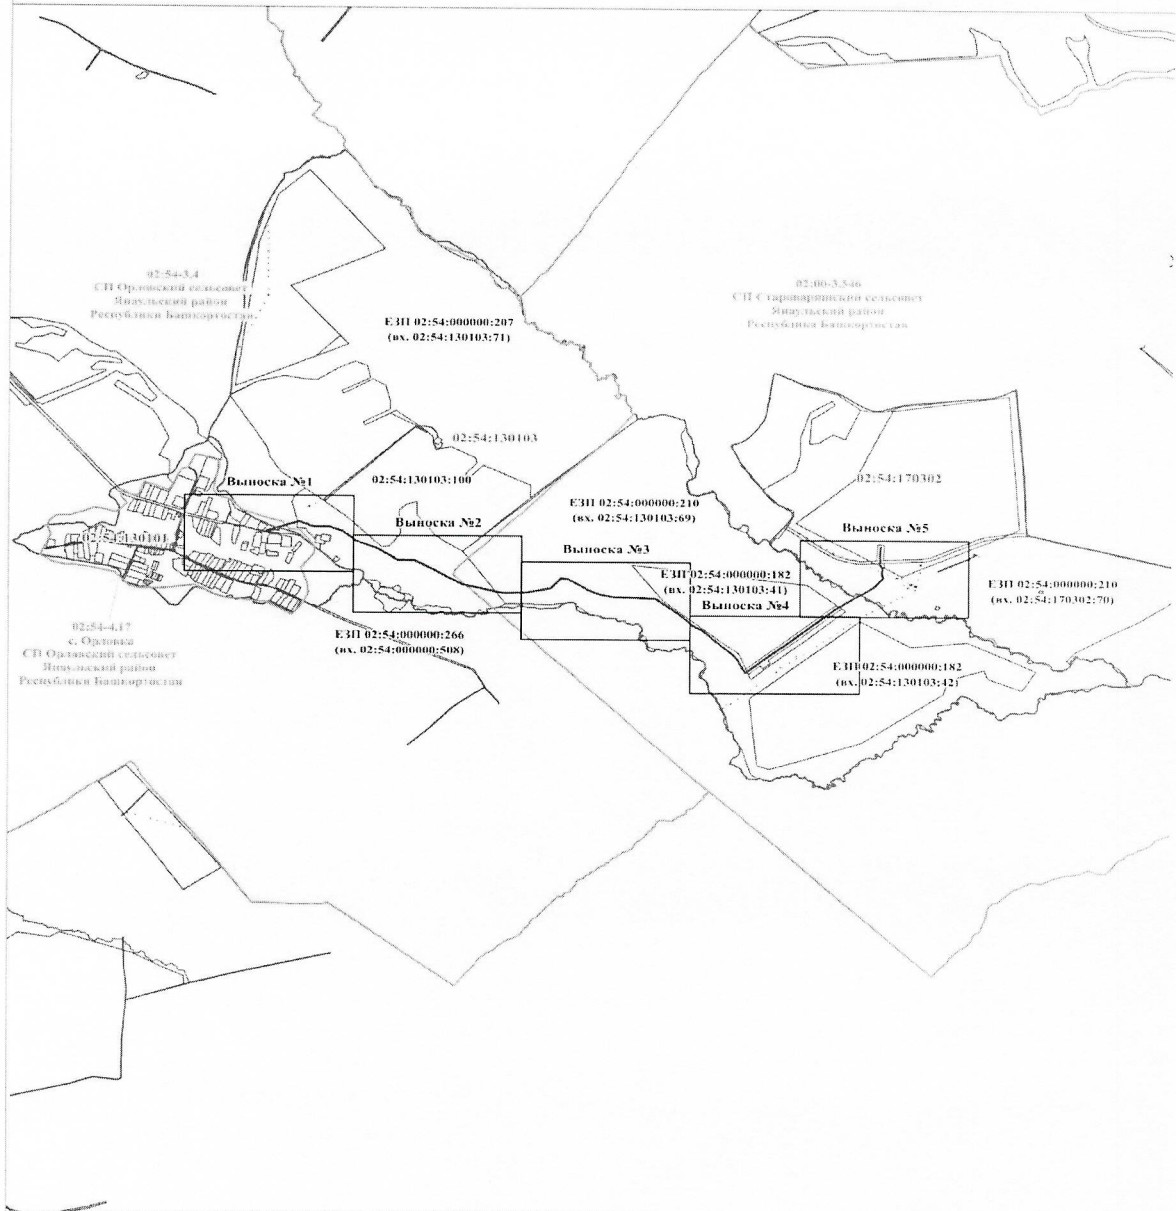 02:54-3.4
СП Орловский сельсовет
Янаульский район
Республики Башкортостан
02:00-3.546
СП Староваряшский сельсовет
Янаульский район
Республики Башкортостан
ЕЗП 02:54:000000:207
(вх. 02:54:130103:71)
02:54:130103
02:54:130103:100
02:54:170302
Выноска №1
ЕЗП 02:54:000000:210
(вх. 02:54:130103:69)
Выноска №2
Выноска №5
02:54:130101
Выноска №3
ЕЗП 02:54:000000:182
(вх. 02:54:130103:41)
ЕЗП 02:54:000000:210
(вх. 02:54:170302:70)
Выноска №4
02:54-4.17
с. Орловка
СП Орловский сельсовет
Янаульский район
Республики Башкортостан
ЕЗП 02:54:000000:266
(вх. 02:54:000000:508)
ЕЗП 02:54:000000:182
(вх. 02:54:130103:42)